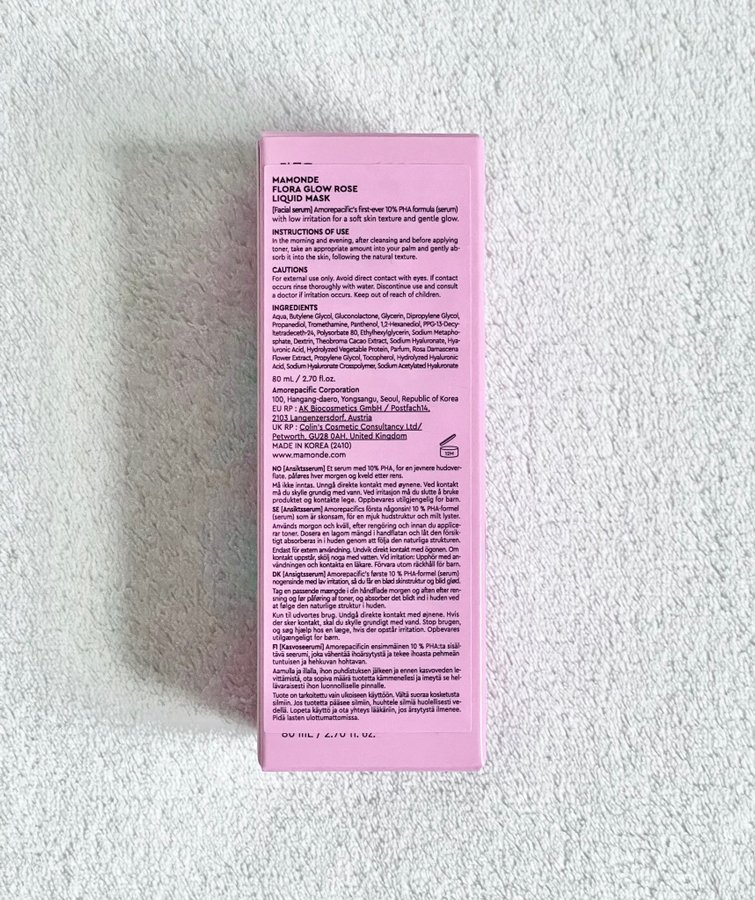 MAMONDE
FLORA GLOW ROSE
LIQUID MASK
[Facial serum] Amorepacific's first-ever 10% PHA formula (serum)
with low irritation for a soft skin texture and gentle glow.
INSTRUCTIONS OF USE
In the morning and evening, after cleansing and before applying
toner, take an appropriate amount into your palm and gently ab-
sorb it into the skin, following the natural texture.
CAUTIONS
For external use only. Avoid direct contact with eyes. If contact
occurs rinse thoroughly with water. Discontinue use and consult
a doctor if irritation occurs. Keep out of reach of children.
INGREDIENTS
Aqua, Butylene Glycol, Gluconolactone, Glycerin, Dipropylene Glycol,
Propanediol, Tromethamine, Panthenol, 1,2-Hexanediol, PPG-13-Decy-
ltetradeceth-24, Polysorbate 80, Ethylhexylglycerin, Sodium Metapho-
sphate, Dextrin, Theobroma Cacao Extract, Sodium Hyaluronate, Hya-
luronic Acid, Hydrolyzed Vegetable Protein, Parfum, Rosa Damascena
Flower Extract, Propylene Glycol, Tocopherol, Hydrolyzed Hyaluronic
Acid, Sodium Hyaluronate Crosspolymer, Sodium Acetylated Hyaluronate
80 mL / 2.70 fl.oz.
Amorepacific Corporation
100, Hangang-daero, Yongsangu, Seoul, Republic of Korea
EU RP : AK Biocosmetics GmbH / Postfach14,
2103 Langenzersdorf, Austria
UK RP : Colin's Cosmetic Consultancy Ltd/
Petworth, GU28 0AH, United Kingdom
MADE IN KOREA (2410)
www.mamonde.com
12M
NO [Ansiktsserum] Et serum med 10% PHA, for en jevnere hudover-
flate. påføres hver morgen og kveld etter rens.
Må ikke inntas. Unngå direkte kontakt med øynene. Ved kontakt
må du skylle grundig med vann. Ved irritasjon må du slutte å bruke
produktet og kontakte lege. Oppbevares utilgjengelig for barn.
SE [Ansiktsserum] Amorepacifics första någonsin! 10 % PHA-formel
(serum) som är skonsam, för en mjuk hudstruktur och milt lyster.
Används morgon och kväll, efter rengöring och innan du applice-
rar toner. Dosera en lagom mängd i handflatan och låt den försik-
tigt absorberas in i huden genom att följa den naturliga strukturen.
Endast för extern användning. Undvik direkt kontakt med ögonen. Om
kontakt uppstår, skölj noga med vatten. Vid irritation: Upphör med an-
vändningen och kontakta en läkare. Förvara utom räckhåll för barn.
DK [Ansigtsserum] Amorepacific's første 10 % PHA-formel (serum)
nogensinde med lav irritation, så du får en blød skinstruktur og blid glød.
Tag en passende mængde i din håndflade morgen og aften efter ren-
sning og før påføring af toner, og absorber det blidt ind i huden ved
at følge den naturlige struktur i huden.
Kun til udvortes brug. Undgå direkte kontakt med øjnene. Hvis
der sker kontakt, skal du skylle grundigt med vand. Stop brugen,
og søg hjælp hos en læge, hvis der opstår irritation. Opbevares
utilgængeligt for børn.
FI [Kasvoseerumi] Amorepacificin ensimmäinen 10 % PHA:ta sisäl-
tävä seerumi, joka vähentää ihoärsytystä ja tekee ihoasta pehmeän
tuntuisen ja hehkuvan hohtavan.
Aamulla ja illalla, ihon puhdistuksen jälkeen ja ennen kasvoveden le-
vittämistä, ota sopiva määrä tuotetta kämmenellesi ja imeytä se hel-
lävaraisesti ihon luonnolliselle pinnalle.
Tuote on tarkoitettu vain ulkoiseen käyttöön. Vältä suoraa kosketusta
silmiin. Jos tuotetta pääsee silmiin, huuhtele silmiä huolellisesti ve-
dellä. Lopeta käyttö ja ota yhteys lääkäriin, jos ärsytystä ilmenee.
Pidä lasten ulottumattomissa.
80 mL / 2.70 fl. oz.